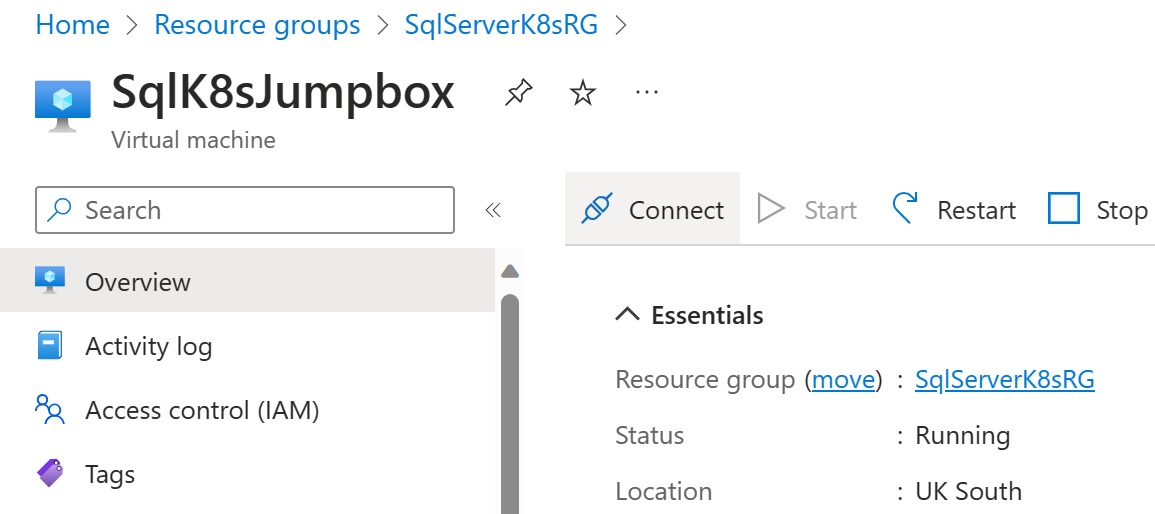 Home > Resource groups > SqlServerK8sRG >
SqlK8sJumpbox ...
Virtual machine
Search
Connect Start Restart Stop
Overview
Activity log
Access control (IAM)
Tags
Essentials
Resource group (move) : SqlServerK8sRG
Status : Running
Location : UK South